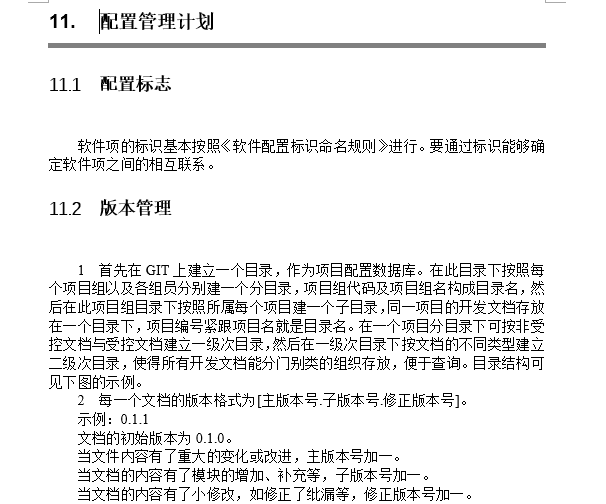 11. 配置管理计划
11.1 配置标志
软件项的标识基本按照《软件配置标识命名规则》进行。要通过标识能够确
定软件项之间的相互联系。
11.2 版本管理
1 首先在 GIT 上建立一个目录，作为项目配置数据库。在此目录下按照每
个项目组以及各组员分别建一个分目录，项目组代码及项目组名构成目录名，然
后在此项目组目录下按照所属每个项目建一个子目录，同一项目的开发文档存放
在一个目录下，项目编号紧跟项目名就是目录名。在一个项目分目录下可按非受
控文档与受控文档建立一级次目录，然后在一级次目录下按文档的不同类型建立
二级次目录，使得所有开发文档能分门别类的组织存放，便于查询。目录结构可
见下图的示例。
2 每一个文档的版本格式为[主版本号.子版本号.修正版本号]。
示例：0.1.1
文档的初始版本为 0.1.0。
当文件内容有了重大的变化或改进，主版本号加一。
当文档的内容有了模块的增加、补充等，子版本号加一。
当文档的内容有了小修改，如修正了纰漏等，修正版本号加一。